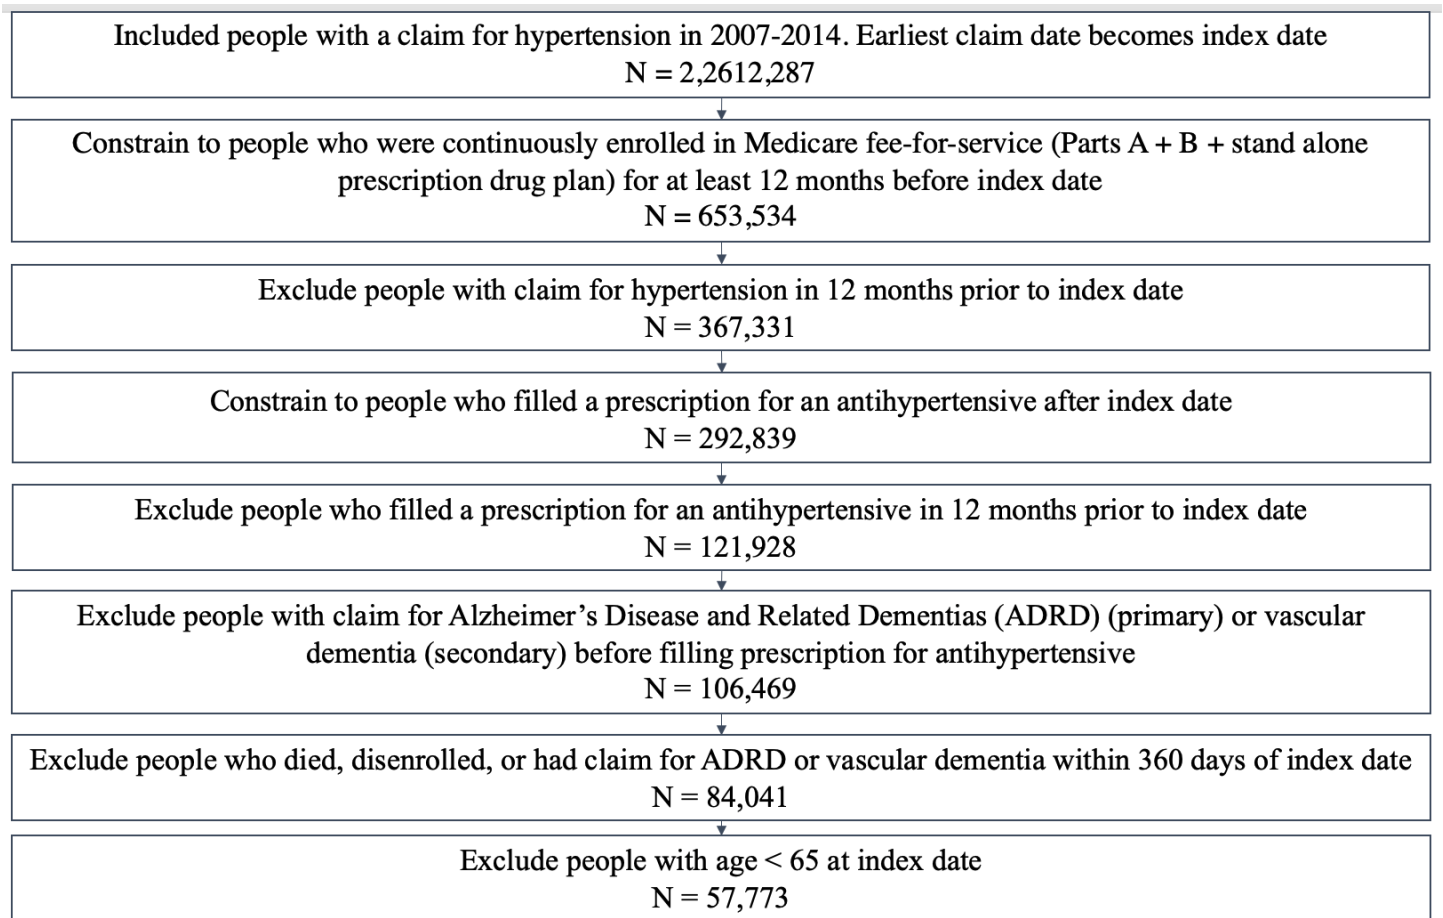 Included people with a claim for hypertension in 2007-2014. Earliest claim date becomes index date
N = 2,2612,287
Constrain to people who were continuously enrolled in Medicare fee-for-service (Parts A + B + stand alone
prescription drug plan) for at least 12 months before index date
N = 653,534
Exclude people with claim for hypertension in 12 months prior to index date
N = 367,331
Constrain to people who filled a prescription for an antihypertensive after index date
N = 292,839
Exclude people who filled a prescription for an antihypertensive in 12 months prior to index date
N = 121,928
Exclude people with claim for Alzheimer’s Disease and Related Dementias (ADRD) (primary) or vascular
dementia (secondary) before filling prescription for antihypertensive
N = 106,469
Exclude people who died, disenrolled, or had claim for ADRD or vascular dementia within 360 days of index date
N = 84,041
Exclude people with age < 65 at index date
N = 57,773